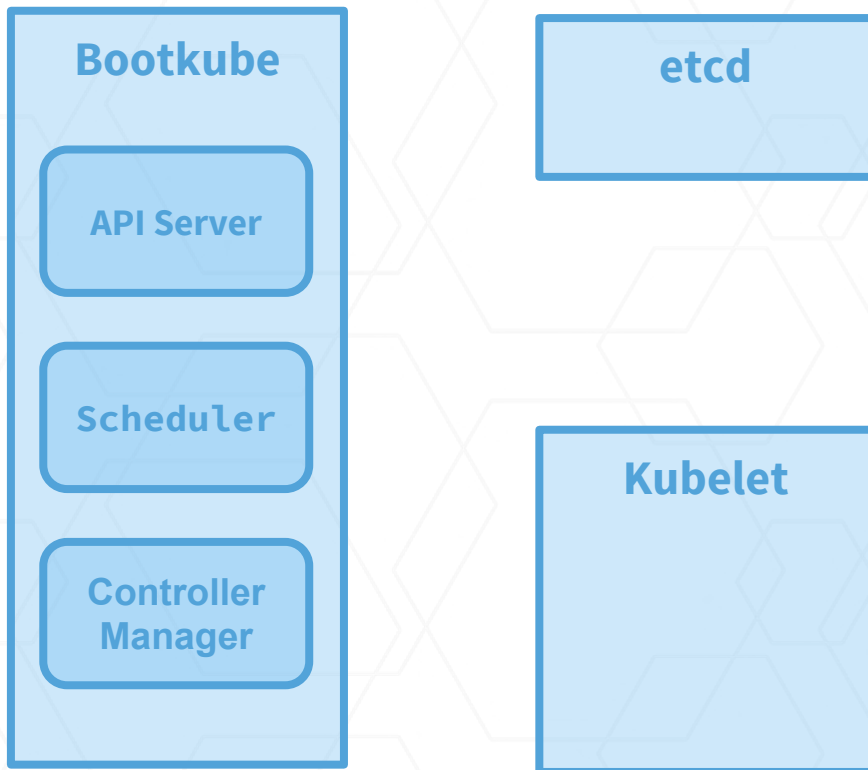 Bootkube
API Server
Scheduler
Controller
Manager
etcd
Kubelet